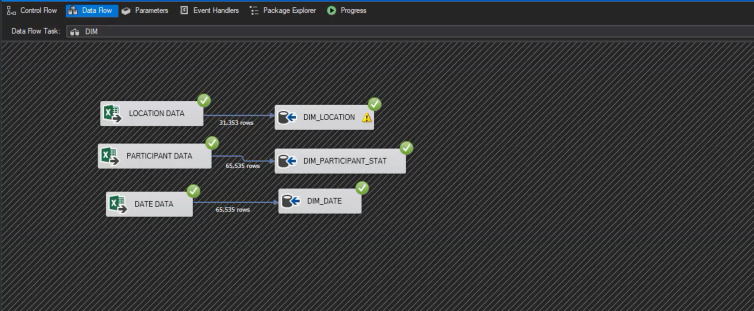 Control Flow Data Flow Parameters Event Handlers Package Explorer Progress
Data Flow Task: DIM
LOCATION DATA
31,353 rows
DIM_LOCATION
PARTICIPANT DATA
65,535 rows
DIM_PARTICIPANT_STAT
DATE DATA
65,535 rows
DIM_DATE